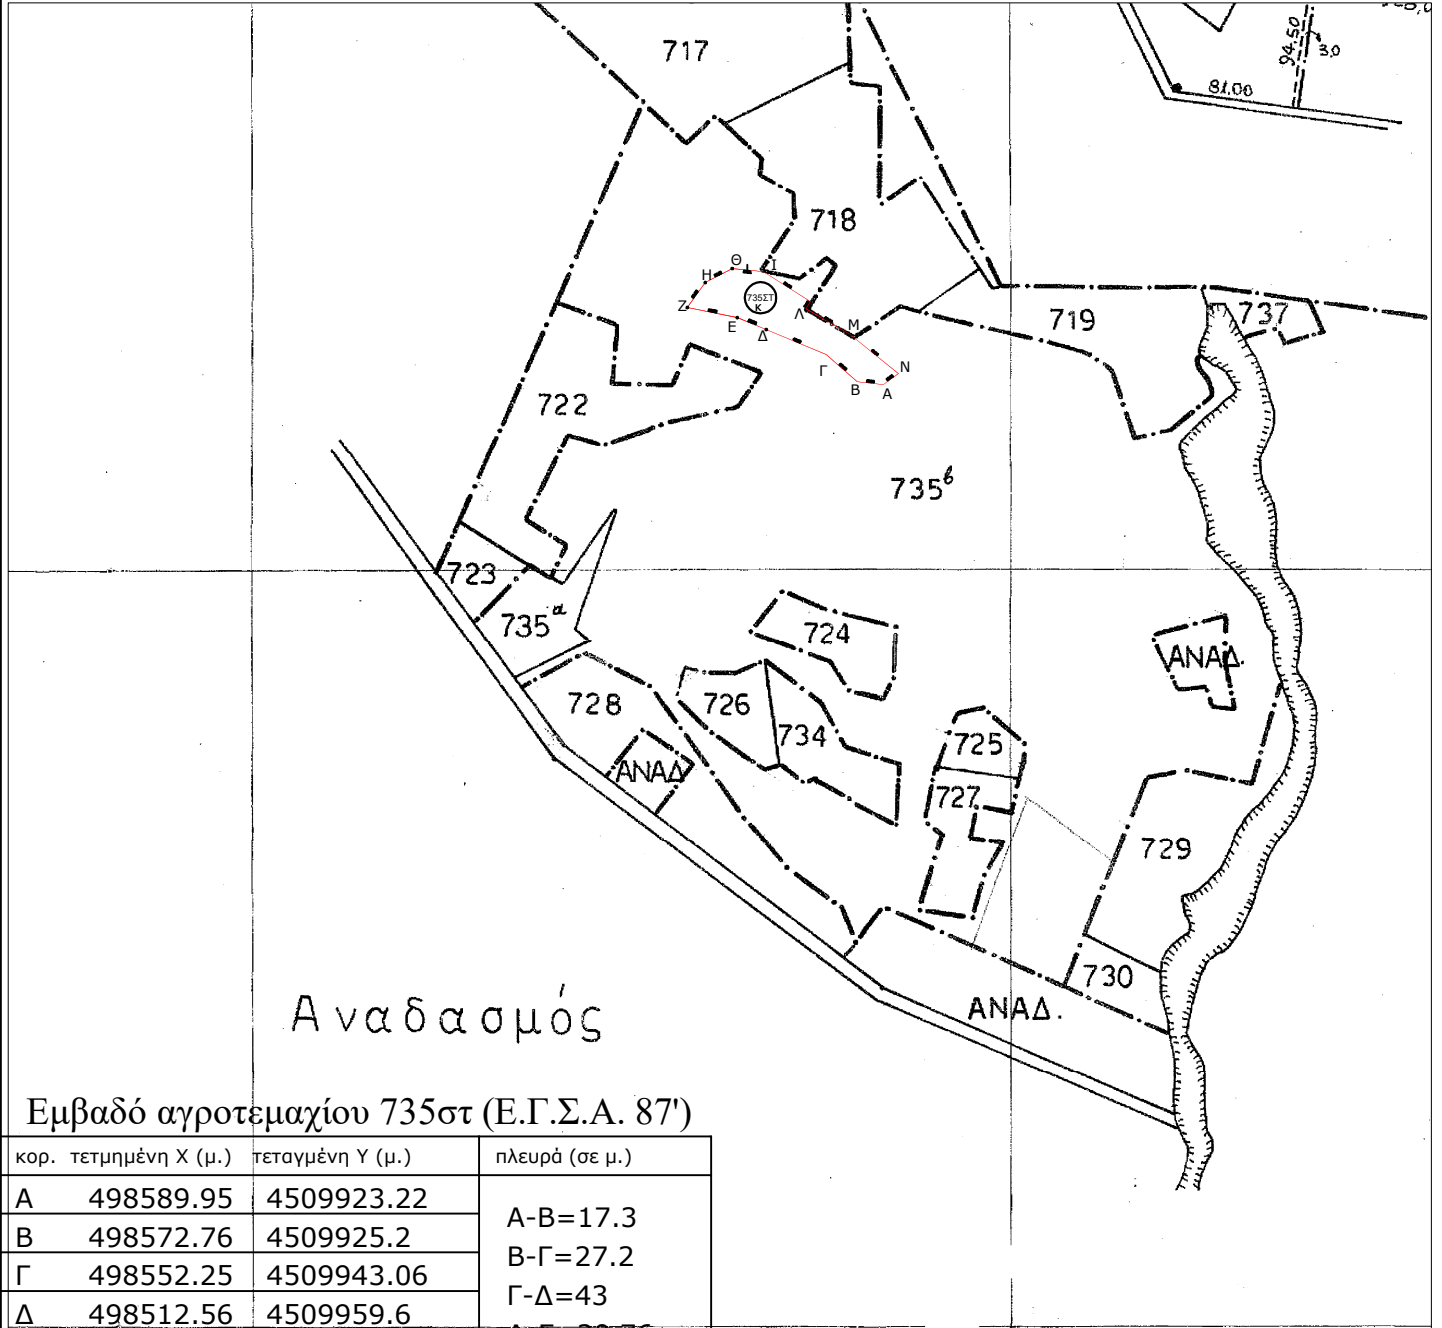 94.50
30
81.00
717
718
Θ
Ι
Η
735ΣΤ
Κ
Ζ
Λ
Ε
Δ
Μ
Γ
Ν
Β
Α
719
737
722
735β
723
735α
724
ΑΝΑΔ.
728
726
734
725
ΑΝΑΔ
727
729
730
ΑΝΑΔ.
Αναδασμός
Εμβαδό αγροτεμαχίου 735στ (Ε.Γ.Σ.Α. 87')
κορ. τετμημένη Χ (μ.) τεταγμένη Υ (μ.) πλευρά (σε μ.)
Α 498589.95 4509923.22
Α-Β=17.3
Β 498572.76 4509925.2
Β-Γ=27.2
Γ 498552.25 4509943.06
Γ-Δ=43
Δ 498512.56 4509959.6